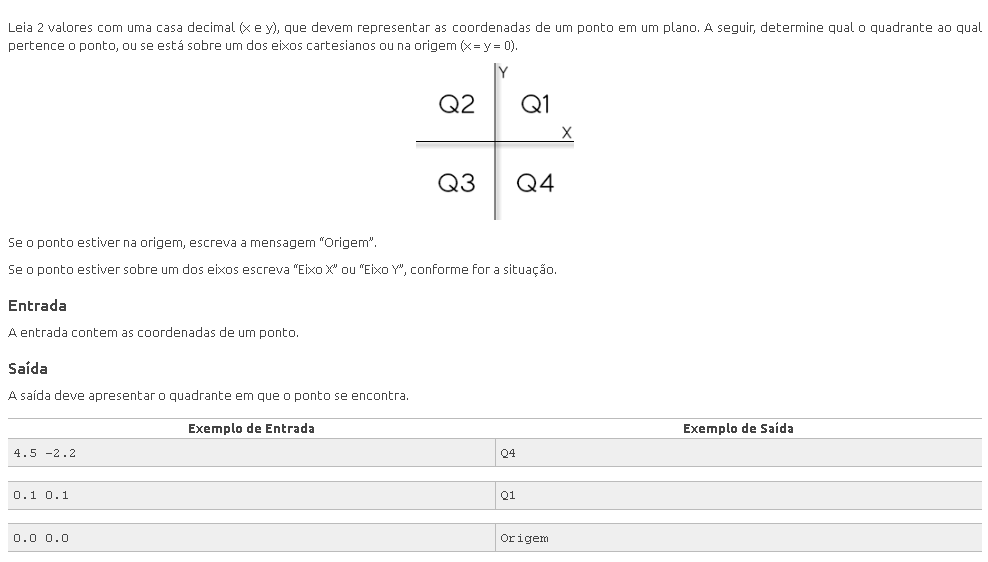 Leia 2 valores com uma casa decimal (x e y), que devem representar as coordenadas de um ponto em um plano. A seguir, determine qual o quadrante ao qual
pertence o ponto, ou se está sobre um dos eixos cartesianos ou na origem (x = y = 0).
Y
Q2 Q1
X
Q3 Q4
Se o ponto estiver na origem, escreva a mensagem “Origem”.
Se o ponto estiver sobre um dos eixos escreva “Eixo X” ou “Eixo Y”, conforme for a situação.
Entrada
A entrada contem as coordenadas de um ponto.
Saída
A saída deve apresentar o quadrante em que o ponto se encontra.
Exemplo de Entrada Exemplo de Saída
4.5 -2.2 Q4
0.1 0.1 Q1
0.0 0.0 Origem